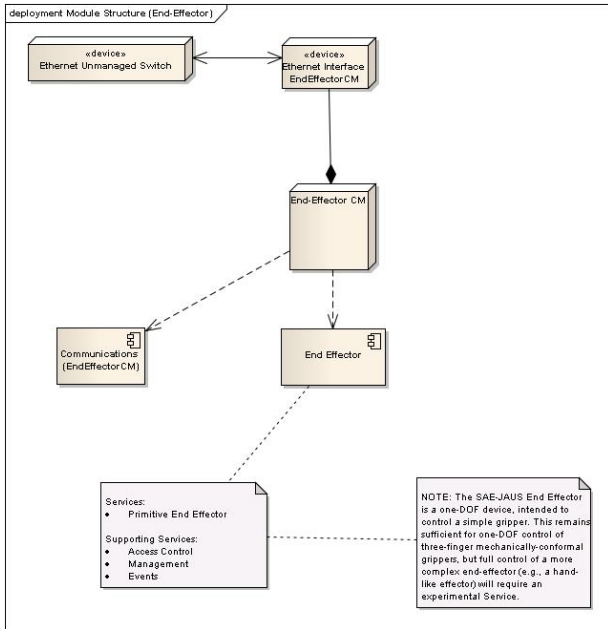 deployment Module Structure (End-Effector)
«device»
Ethernet Unmanaged Switch
«device»
Ethernet Interface
EndEffectorCM
End-Effector CM
Communications
(EndEffectorCM)
End Effector
Services:
• Primitive End Effector
Supporting Services:
• Access Control
• Management
• Events
NOTE: The SAE-JAUS End Effector
is a one-DOF device, intended to
control a simple gripper. This remains
sufficient for one-DOF control of
three-finger mechanically-conformal
grippers, but full control of a more
complex end-effector (e.g., a hand-
like effector) will require an
experimental Service.